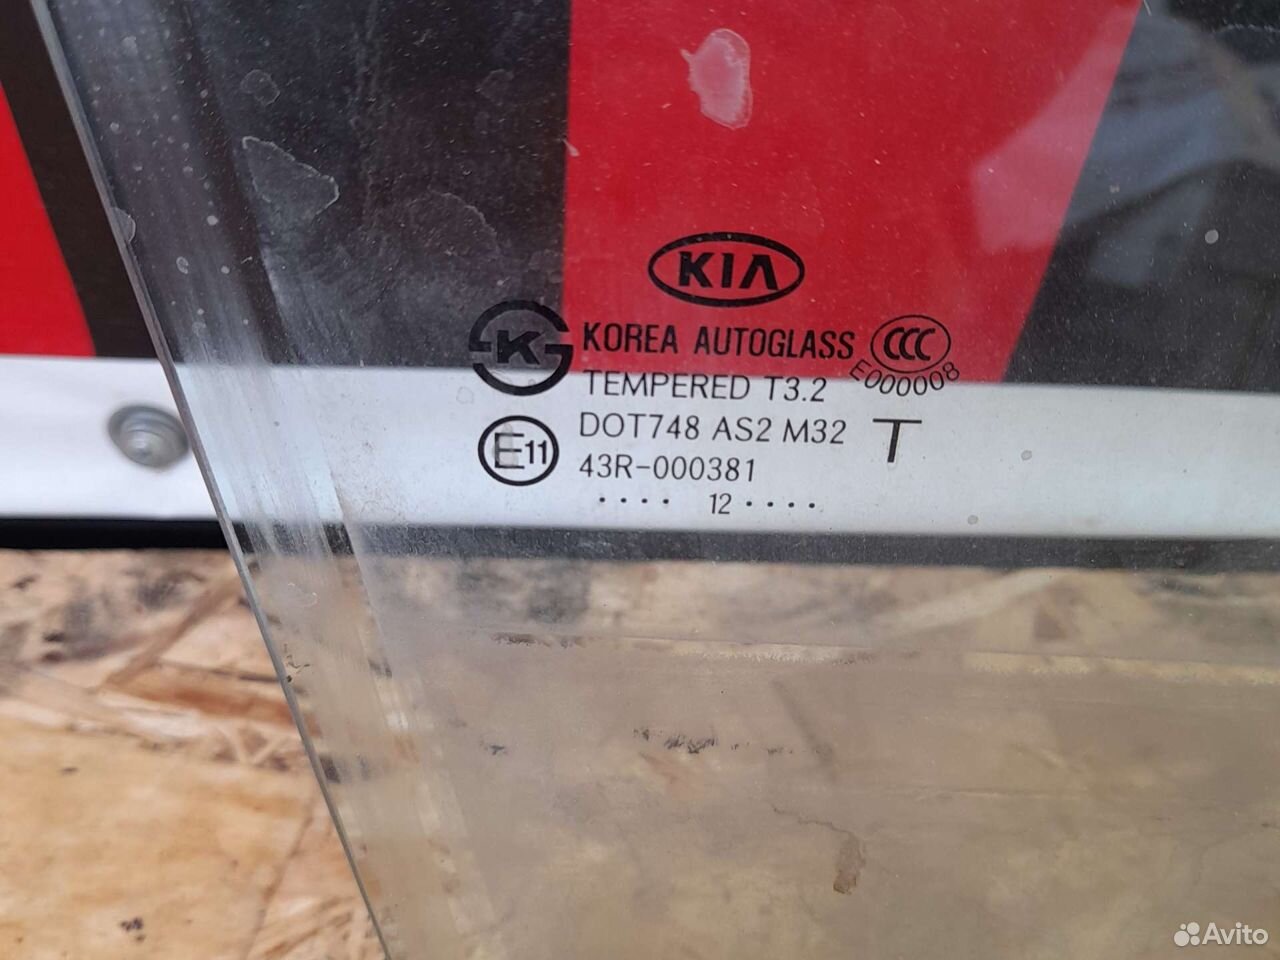 KIA
K
KOREA AUTOGLASS
CCC
E000008
TEMPERED T3.2
DOT748 AS2 M32
T
E11
43R-000381
.... 12 ....
Avito